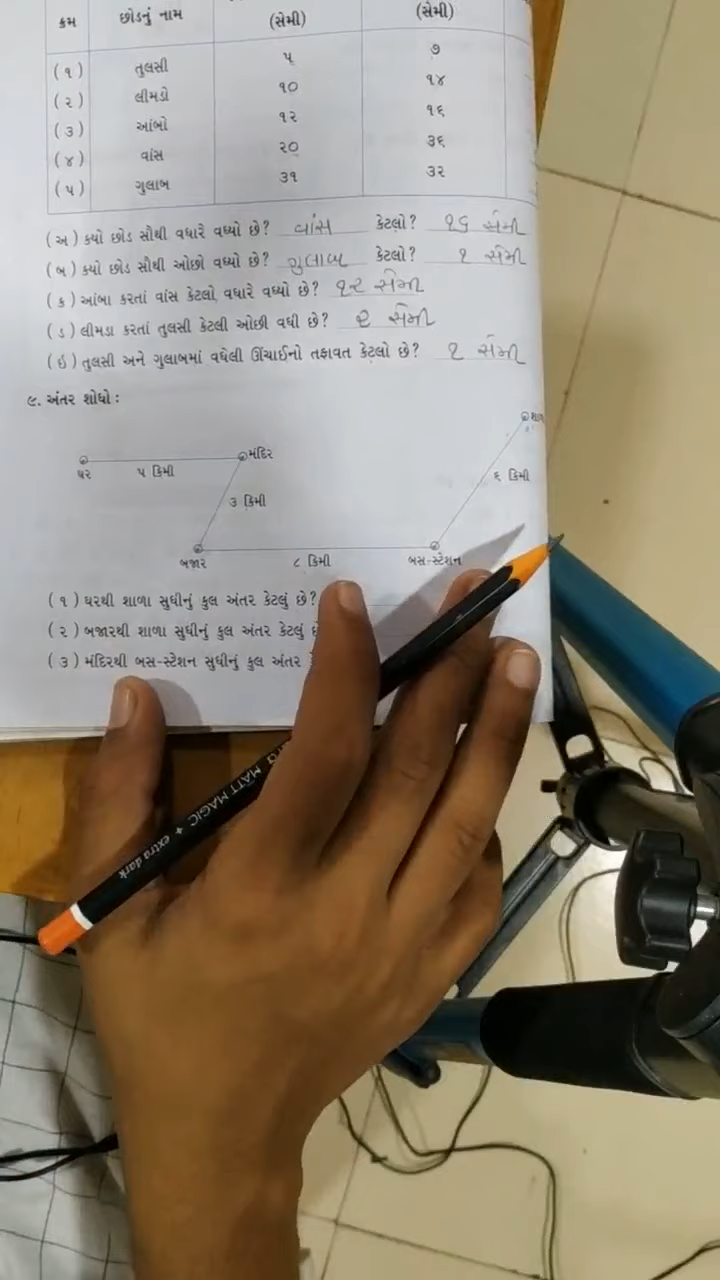 ક્રમ છોડનું નામ (સેમી) (સેમી)
(૧) તુલસી ૫ ૭
(૨) લીમડો ૧૦ ૧૪
(૩) આંબો ૧૨ ૧૬
(૪) વાંસ ૨૦ ૩૬
(૫) ગુલાબ ૩૧ ૩૨
(અ) કયો છોડ સૌથી વધારે વધ્યો છે? વાંસ કેટલો? ૧૬ સેમી
(બ) કયો છોડ સૌથી ઓછો વધ્યો છે? ગુલાબ કેટલો? ૧ સેમી
(ક) આંબા કરતાં વાંસ કેટલો વધારે વધ્યો છે? ૧૨ સેમી
(ડ) લીમડા કરતાં તુલસી કેટલી ઓછી વધી છે? ૨ સેમી
(ઇ) તુલસી અને ગુલાબમાં વધેલી ઊંચાઈનો તફાવત કેટલો છે? ૧ સેમી
૯. અંતર શોધો :
ઘર ૫ કિમી મંદિર
૩ કિમી ૬ કિમી
બજાર ૮ કિમી બસ-સ્ટેશન
(૧) ઘરથી શાળા સુધીનું કુલ અંતર કેટલું છે?
(૨) બજારથી શાળા સુધીનું કુલ અંતર કેટલું
(૩) મંદિરથી બસ-સ્ટેશન સુધીનું કુલ અંતર
MATT MAGIC + extra dark